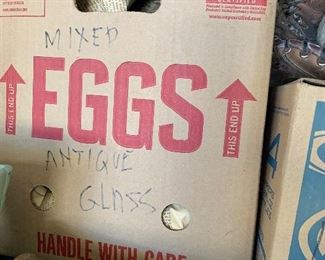 MIXED
EGGS
THIS END UP
THIS END UP
ANTIQUE
GLASS
HANDLE WITH CARE